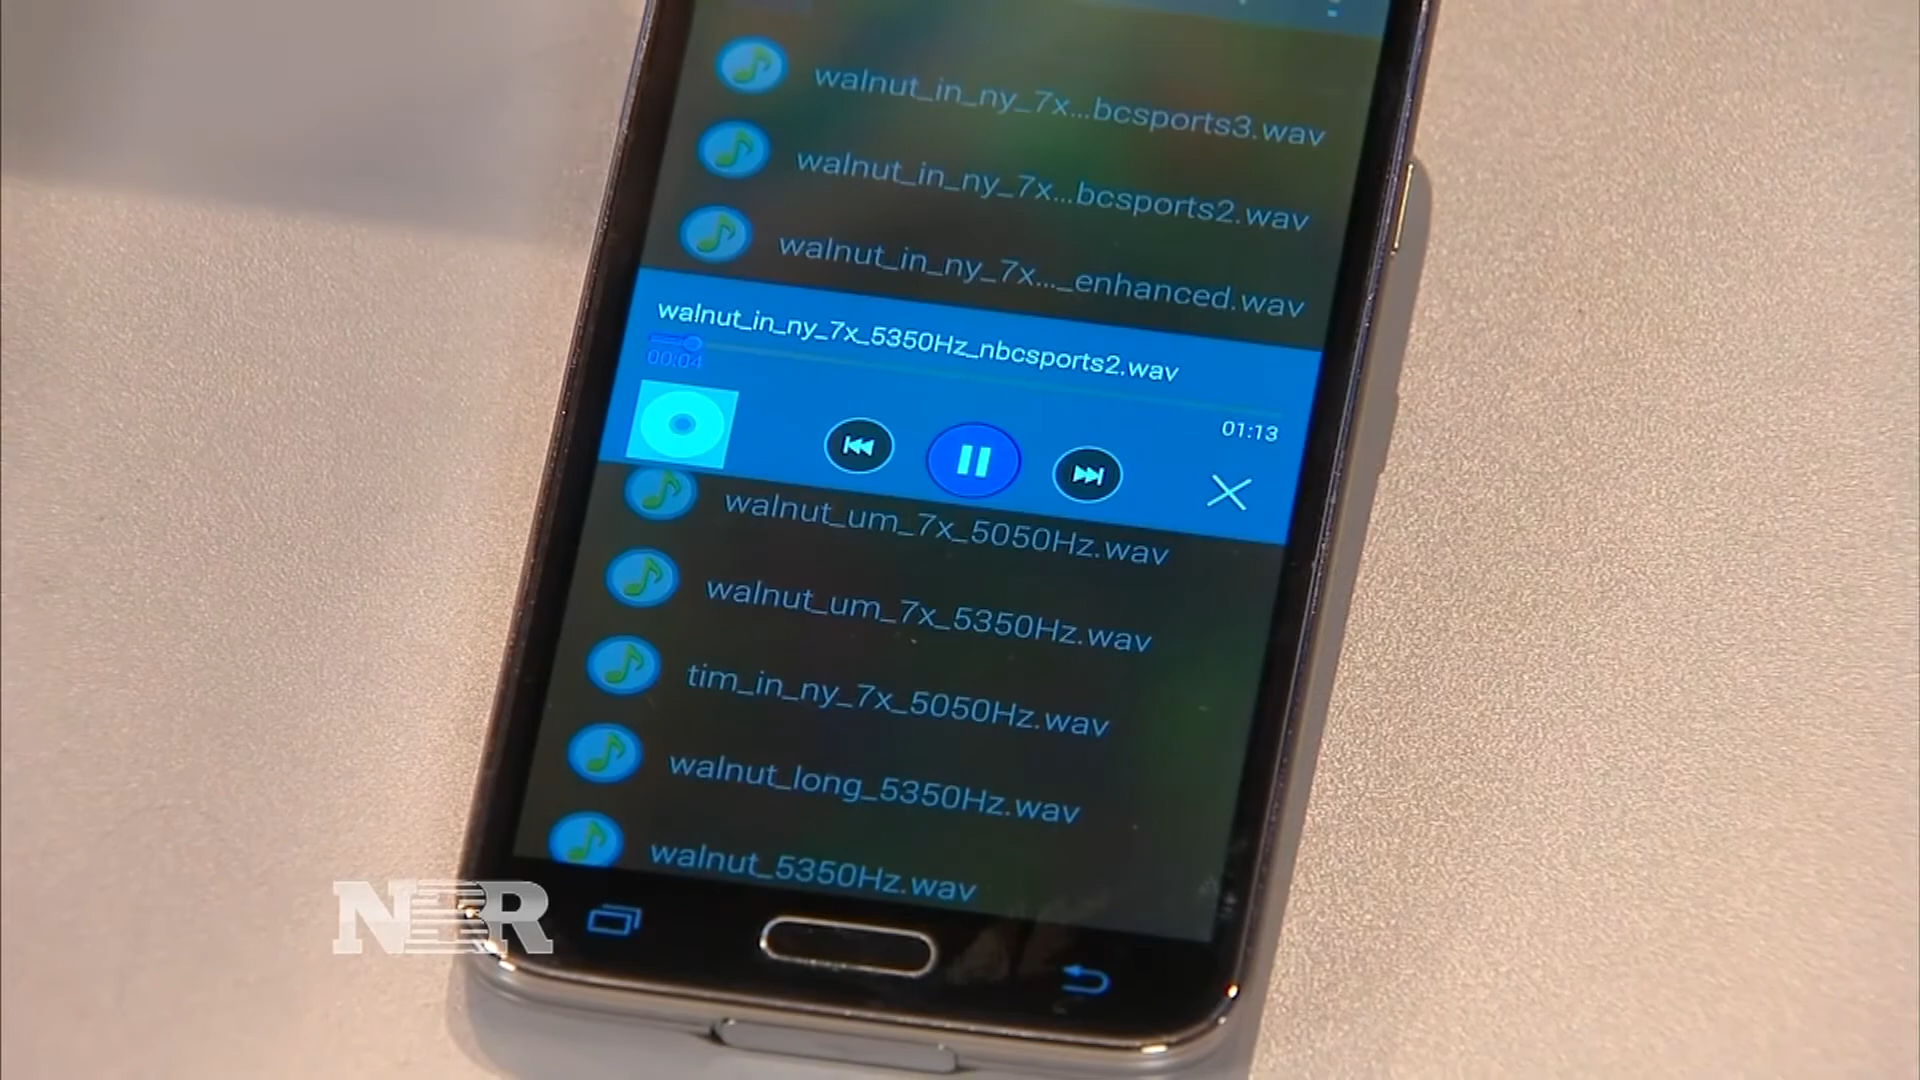 walnut_in_ny_7x...bcsports3.wav
walnut_in_ny_7x...bcsports2.wav
walnut_in_ny_7x..._enhanced.wav
walnut_in_ny_7x_5350Hz_nbcsports2.wav
00:04
01:13
walnut_um_7x_5050Hz.wav
walnut_um_7x_5350Hz.wav
tim_in_ny_7x_5050Hz.wav
walnut_long_5350Hz.wav
walnut_5350Hz.wav
NBR